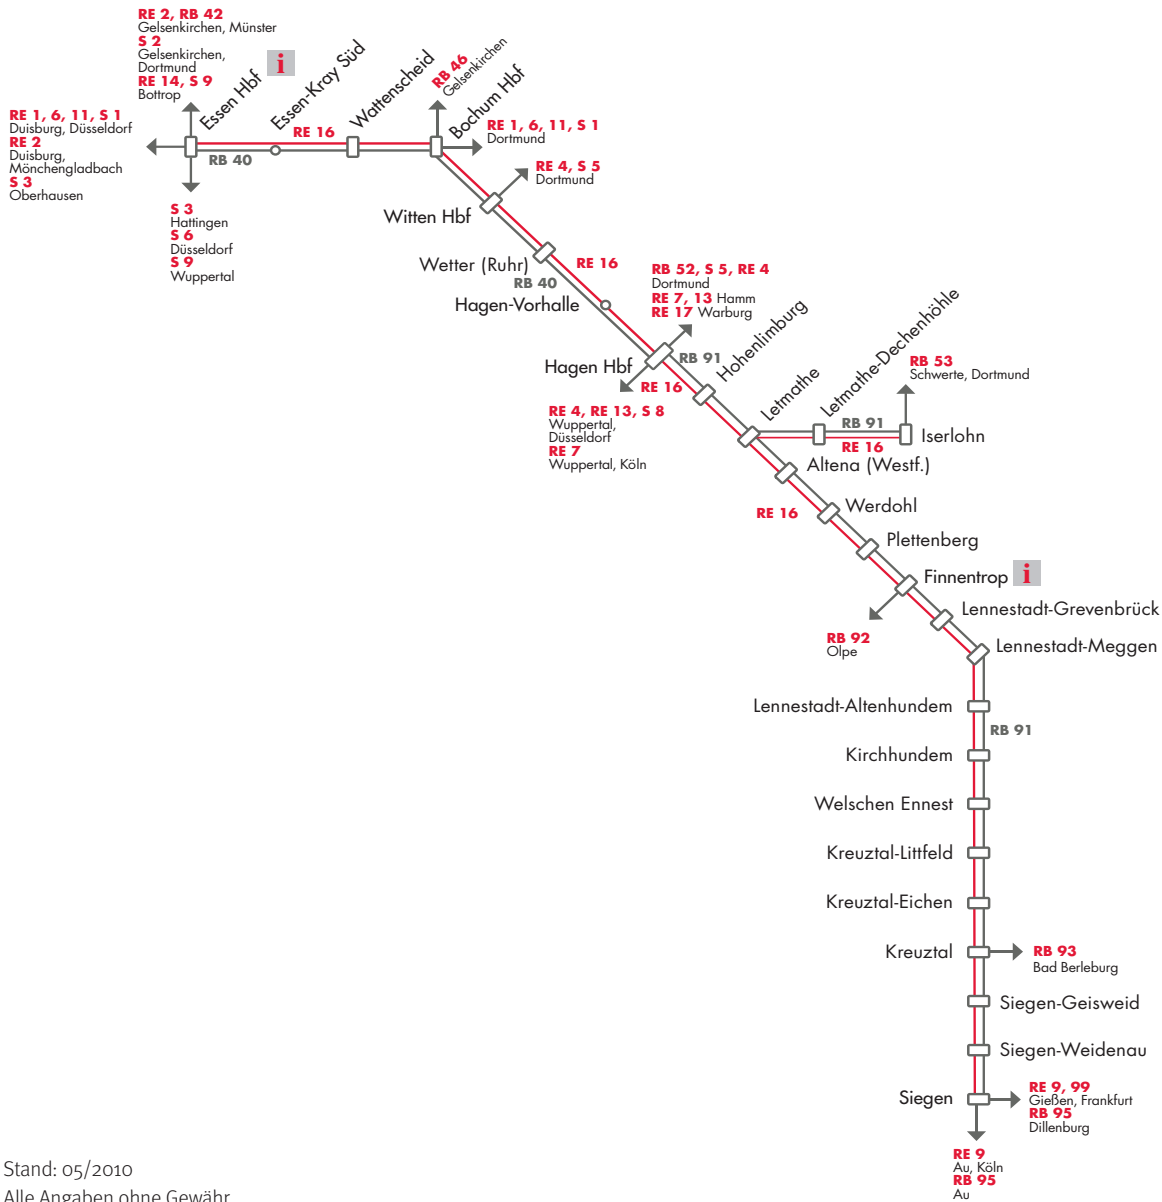 RE 2, RB 42
Gelsenkirchen, Münster
S 2
Gelsenkirchen,
Dortmund
RE 14, S 9
Bottrop
RE 1, 6, 11, S 1
Duisburg, Düsseldorf
RE 2
Duisburg,
Mönchengladbach
S 3
Oberhausen
S 3
Hattingen
S 6
Düsseldorf
S 9
Wuppertal
Essen Hbf
i
Essen-Kray Süd
Wattenscheid
RB 46
Gelsenkirchen
Bochum Hbf
RE 16
RB 40
RE 1, 6, 11, S 1
Dortmund
RE 4, S 5
Dortmund
Witten Hbf
Wetter (Ruhr)
RE 16
RB 40
Hagen-Vorhalle
RB 52, S 5, RE 4
Dortmund
RE 7, 13 Hamm
RE 17 Warburg
Hagen Hbf
RB 91
RE 16
Hohenlimburg
RE 4, RE 13, S 8
Wuppertal,
Düsseldorf
RE 7
Wuppertal, Köln
Letmathe
Letmathe-Dechenhöhle
RB 53
Schwerte, Dortmund
RB 91
RE 16
Iserlohn
Altena (Westf.)
RE 16
Werdohl
Plettenberg
Finnentrop
i
Lennestadt-Grevenbrück
RB 92
Olpe
Lennestadt-Meggen
Lennestadt-Altenhundem
RB 91
Kirchhundem
Welschen Ennest
Kreuztal-Littfeld
Kreuztal-Eichen
Kreuztal
RB 93
Bad Berleburg
Siegen-Geisweid
Siegen-Weidenau
Siegen
RE 9, 99
Gießen, Frankfurt
RB 95
Dillenburg
RE 9
Au, Köln
RB 95
Au
Stand: 05/2010
Alle Angaben ohne Gewähr